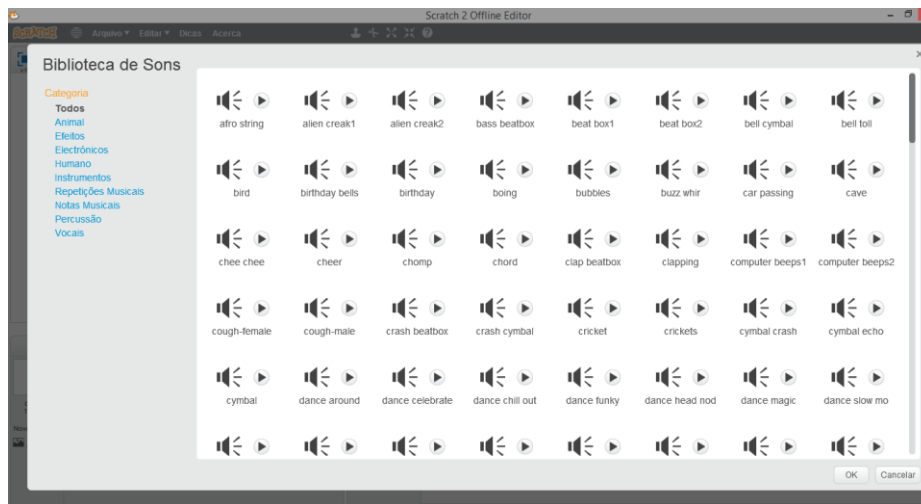 Scratch 2 Offline Editor
SCRATCH Arquivo Editar Dicas Acerca
Biblioteca de Sons
Categoria
Todos
Animal
Efeitos
Electrónicos
Humano
Instrumentos
Repetições Musicais
Notas Musicais
Percussão
Vocais
afro string alien creak1 alien creak2 bass beatbox beat box1 beat box2 bell cymbal bell toll
bird birthday bells birthday boing bubbles buzz whir car passing cave
chee chee cheer chomp chord clap beatbox clapping computer beeps1 computer beeps2
cough-female cough-male crash beatbox crash cymbal cricket crickets cymbal crash cymbal echo
cymbal dance around dance celebrate dance chill out dance funky dance head nod dance magic dance slow mo
OK Cancelar